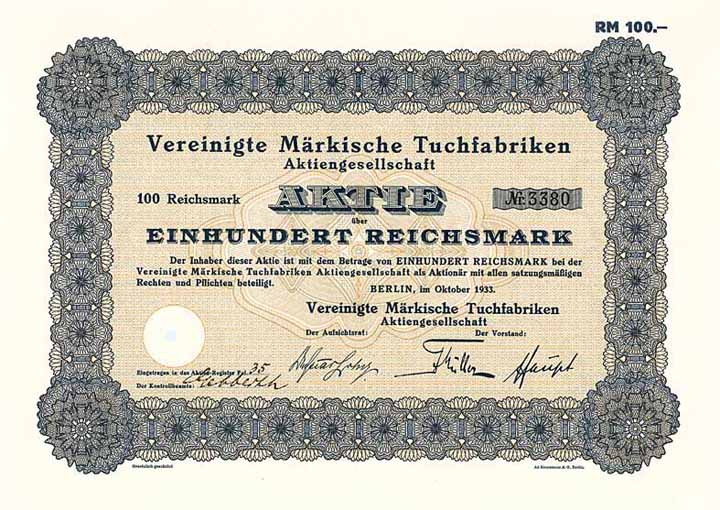 RM 100.–
Vereinigte Märkische Tuchfabriken
Aktiengesellschaft
100 Reichsmark AKTIE Nr. 3380
über
EINHUNDERT REICHSMARK
Der Inhaber dieser Aktie ist mit dem Betrage von EINHUNDERT REICHSMARK bei der
Vereinigte Märkische Tuchfabriken Aktiengesellschaft als Aktionär mit allen satzungsmäßigen
Rechten und Pflichten beteiligt. BERLIN, im Oktober 1933.
Vereinigte Märkische Tuchfabriken
Aktiengesellschaft
Der Aufsichtsrat: Der Vorstand:
Eingetragen in das Aktien-Register Fol. 35
Der Kontrollbeamte:
Gesetzlich geschützt